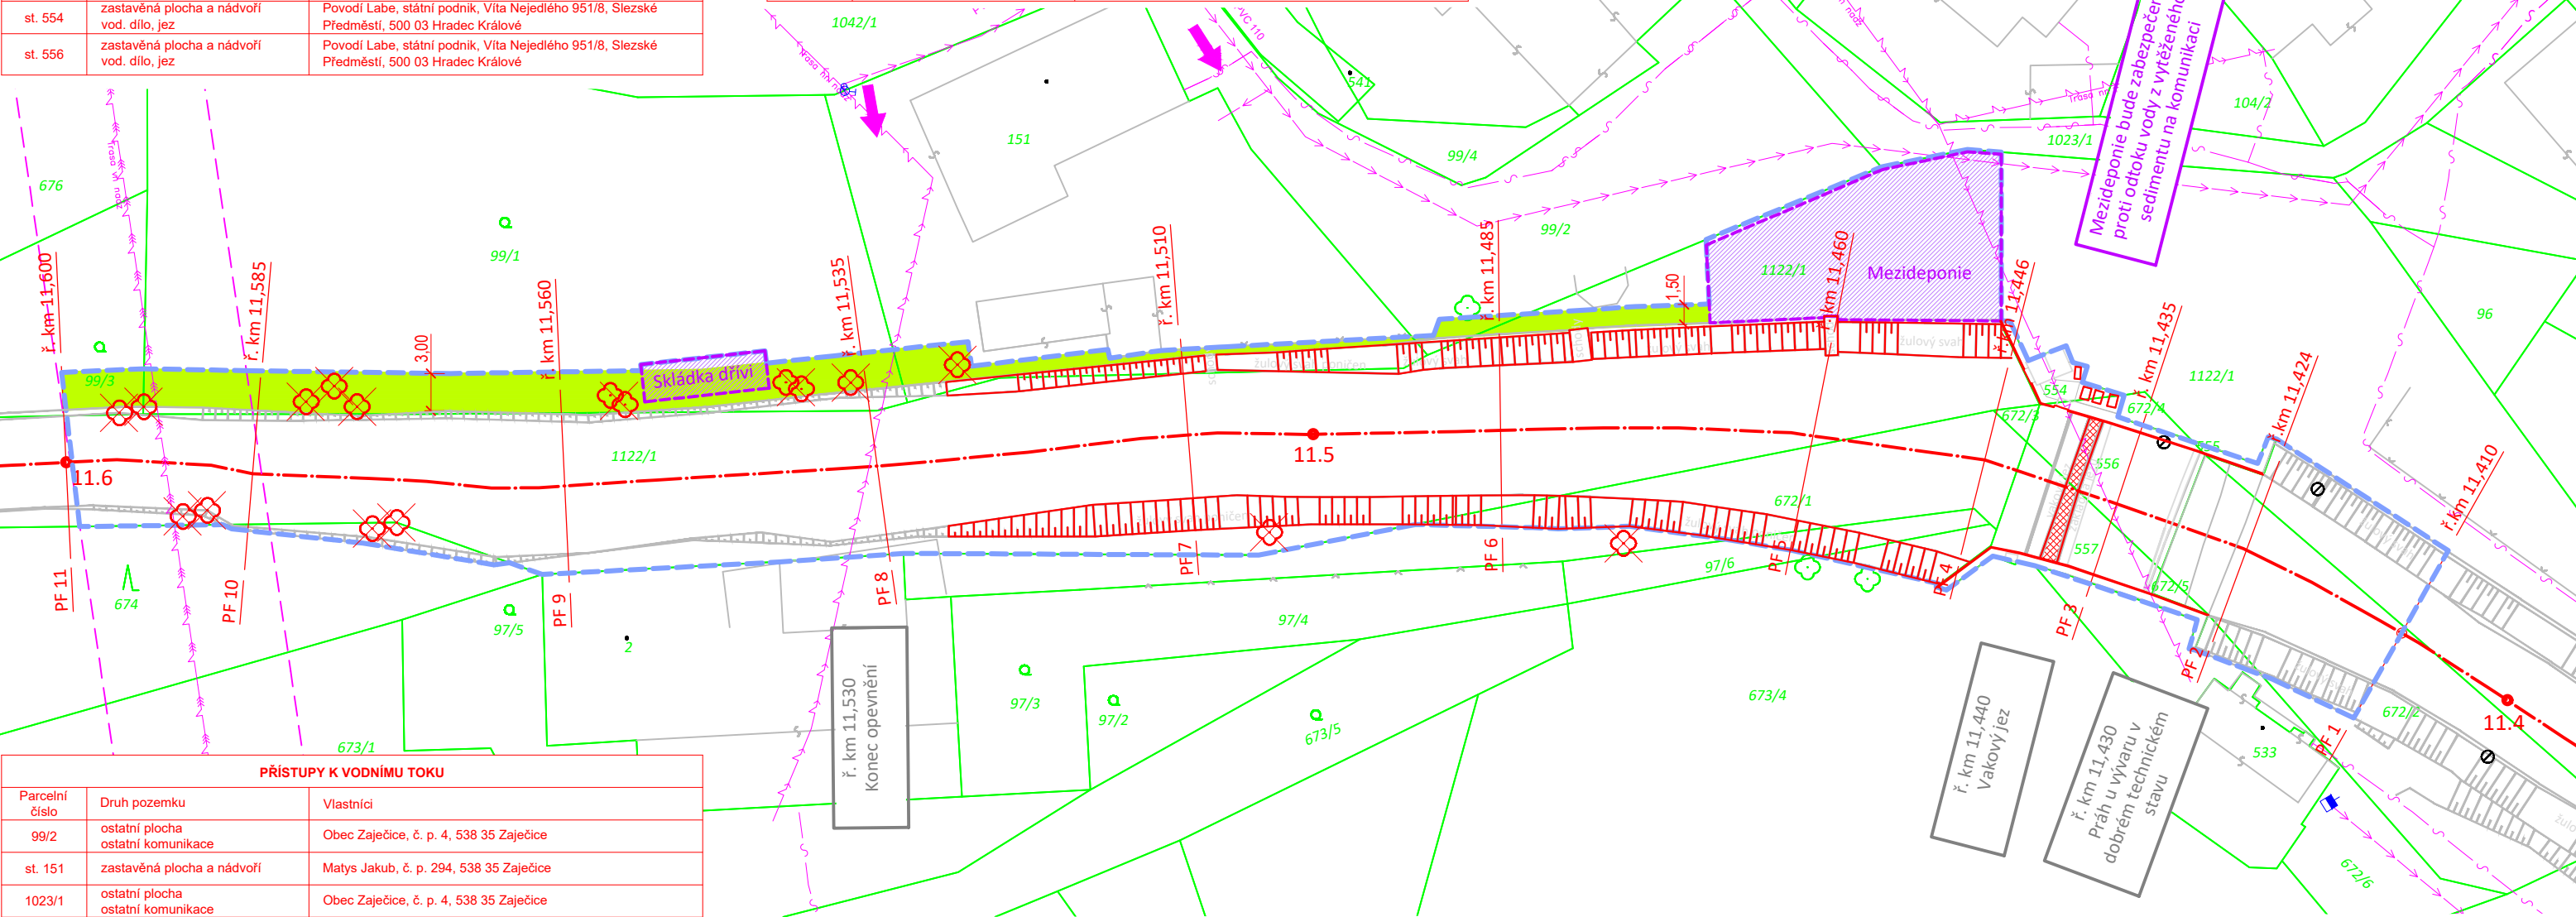 st. 554
zastavěná plocha a nádvoří
vod. dílo, jez
Povodí Labe, státní podnik, Víta Nejedlého 951/8, Slezské
Předměstí, 500 03 Hradec Králové
st. 556
zastavěná plocha a nádvoří
vod. dílo, jez
Povodí Labe, státní podnik, Víta Nejedlého 951/8, Slezské
Předměstí, 500 03 Hradec Králové
1042/1
151
541
99/4
99/2
1023/1
104/2
96
Mezideponie bude zabezpečen
proti odtoku vody z vytěženého
sedimentu na komunikaci
676
99/1
99/3
1122/1
Mezideponie
1,50
3,00
Skládka dříví
ř. km 11,600
ř. km 11,585
ř. km 11,560
ř. km 11,535
ř. km 11,510
ř. km 11,485
ř. km 11,460
ř. km 11,446
ř. km 11,435
ř. km 11,424
ř. km 11,410
žulový svah
554
672/3
672/4
1122/1
555
556
557
672/5
672/1
1122/1
11.6
11.5
11.4
PF 11
PF 10
PF 9
PF 8
PF 7
PF 6
PF 5
PF 4
PF 3
PF 2
PF 1
674
97/5
2
97/4
97/6
97/3
97/2
673/5
673/4
673/1
672/2
533
672/6
ř. km 11,530
Konec opevnění
ř. km 11,440
Vakový jez
ř. km 11,430
Práh u vývaru v
dobrém technickém
stavu
PŘÍSTUPY K VODNÍMU TOKU
Parcelní
číslo
Druh pozemku
Vlastníci
99/2
ostatní plocha
ostatní komunikace
Obec Zaječice, č. p. 4, 538 35 Zaječice
st. 151
zastavěná plocha a nádvoří
Matys Jakub, č. p. 294, 538 35 Zaječice
1023/1
ostatní plocha
ostatní komunikace
Obec Zaječice, č. p. 4, 538 35 Zaječice